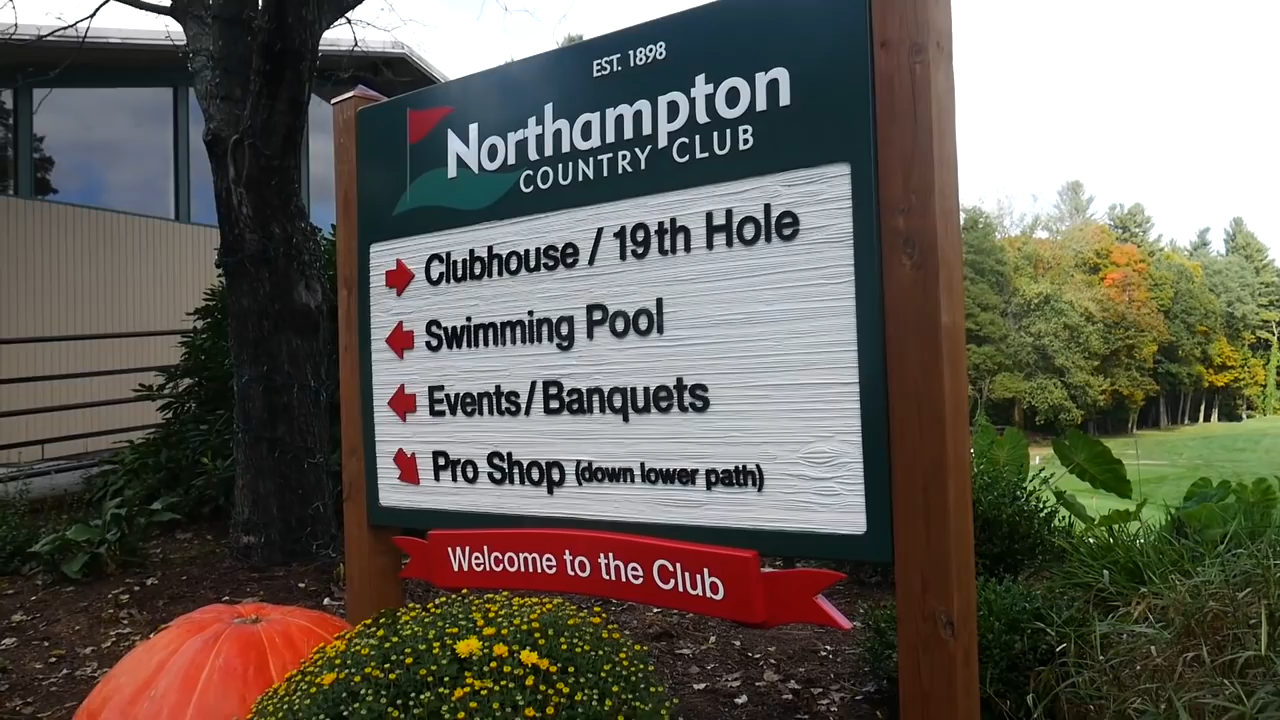 EST. 1898
Northampton
COUNTRY CLUB
Clubhouse / 19th Hole
Swimming Pool
Events / Banquets
Pro Shop (down lower path)
Welcome to the Club